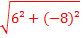 √(6² + (−8)²)